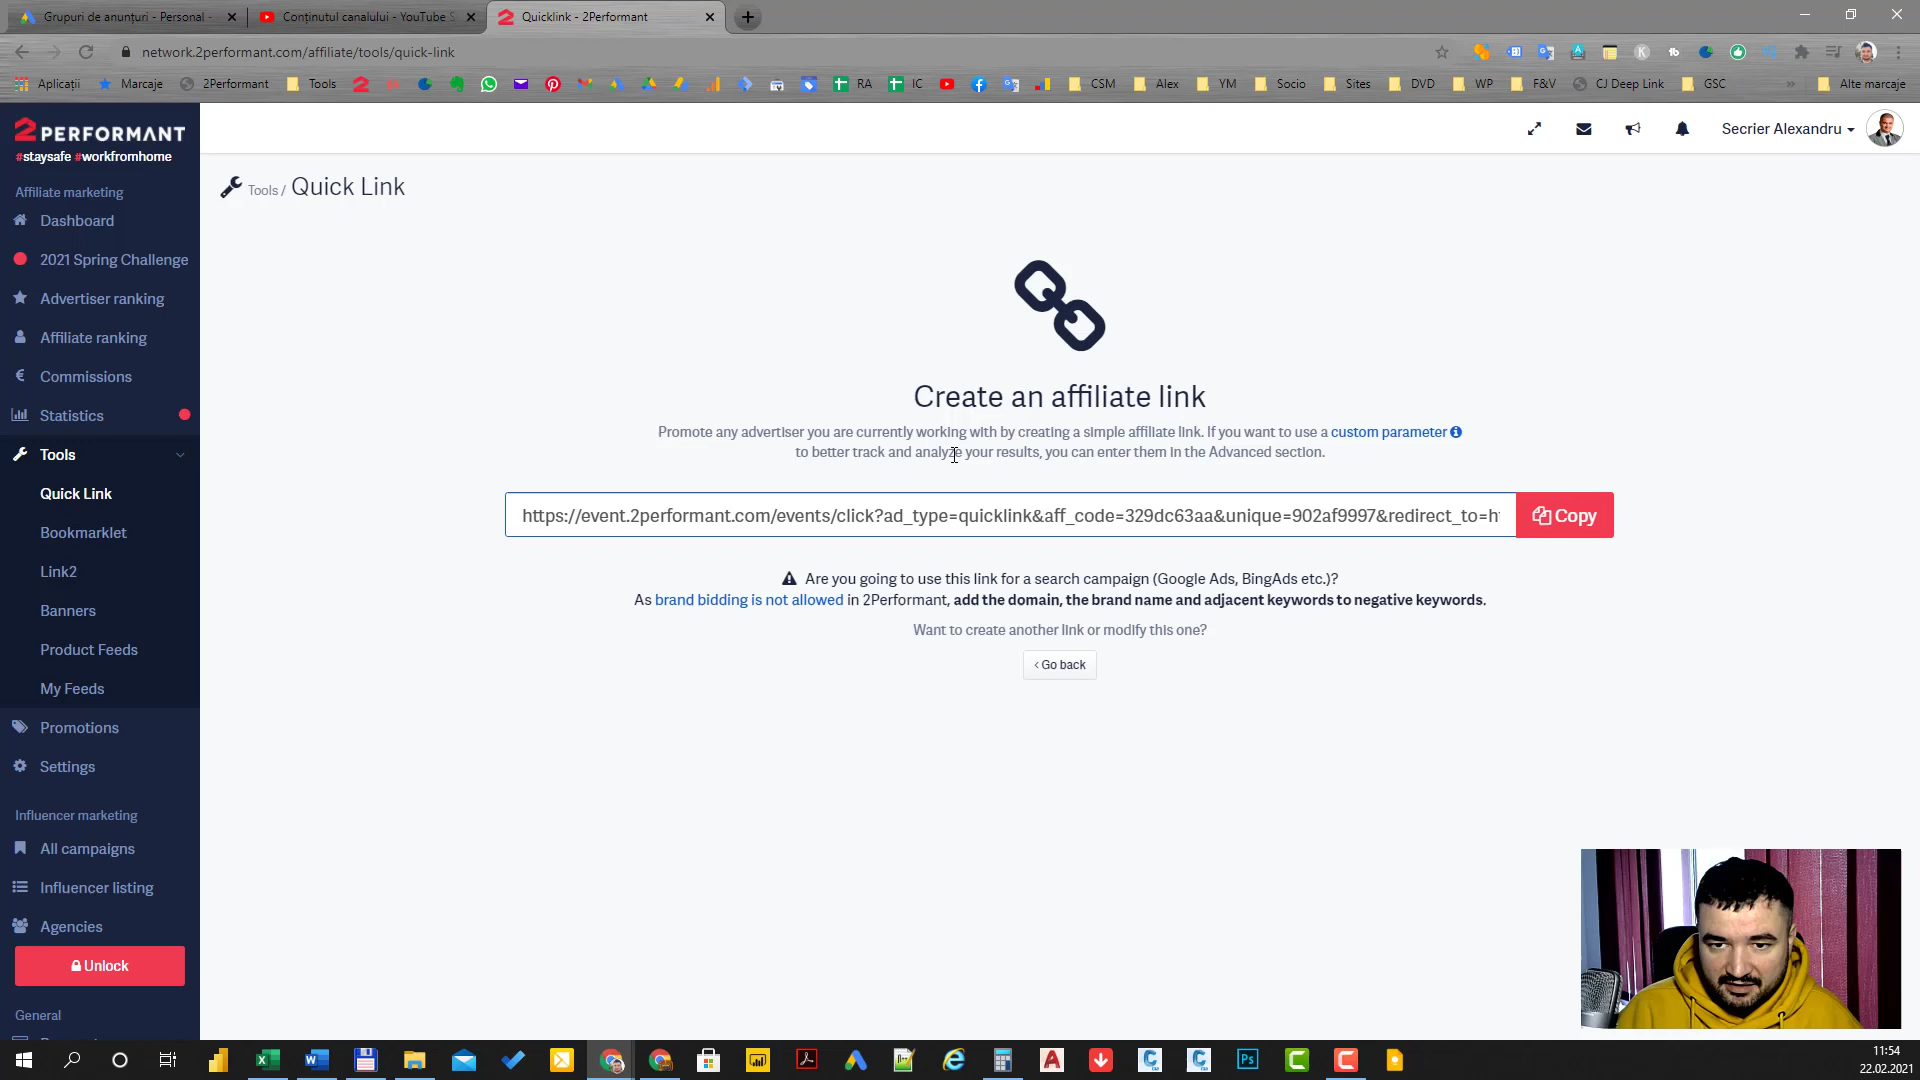 Grupuri de anunțuri - Personal -
Conținutul canalului - YouTube S
Quicklink - 2Performant
network.2performant.com/affiliate/tools/quick-link
Aplicații
Marcaje
2Performant
Tools
RA
IC
CSM
Alex
YM
Socio
Sites
DVD
WP
F&V
CJ Deep Link
GSC
»
Alte marcaje
2PERFORMANT
#staysafe #workfromhome
Secrier Alexandru
Tools / Quick Link
Affiliate marketing
Dashboard
2021 Spring Challenge
Advertiser ranking
Affiliate ranking
Commissions
Statistics
Tools
Quick Link
Bookmarklet
Link2
Banners
Product Feeds
My Feeds
Promotions
Settings
Influencer marketing
All campaigns
Influencer listing
Agencies
Unlock
General
Create an affiliate link
Promote any advertiser you are currently working with by creating a simple affiliate link. If you want to use a custom parameter
to better track and analyze your results, you can enter them in the Advanced section.
https://event.2performant.com/events/click?ad_type=quicklink&aff_code=329dc63aa&unique=902af9997&redirect_to=h
Copy
Are you going to use this link for a search campaign (Google Ads, BingAds etc.)?
As brand bidding is not allowed in 2Performant, add the domain, the brand name and adjacent keywords to negative keywords.
Want to create another link or modify this one?
‹ Go back
11:54
22.02.2021